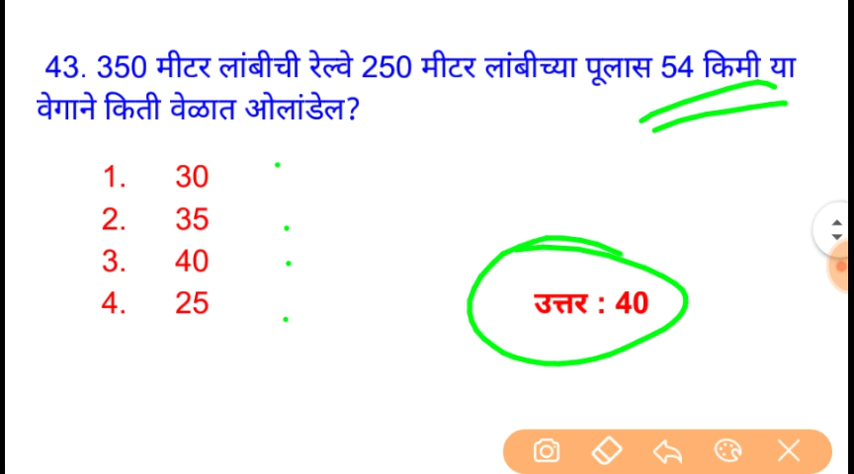 43. 350 मीटर लांबीची रेल्वे 250 मीटर लांबीच्या पूलास 54 किमी या
वेगाने किती वेळात ओलांडेल?
1. 30
2. 35
3. 40
4. 25
उत्तर : 40